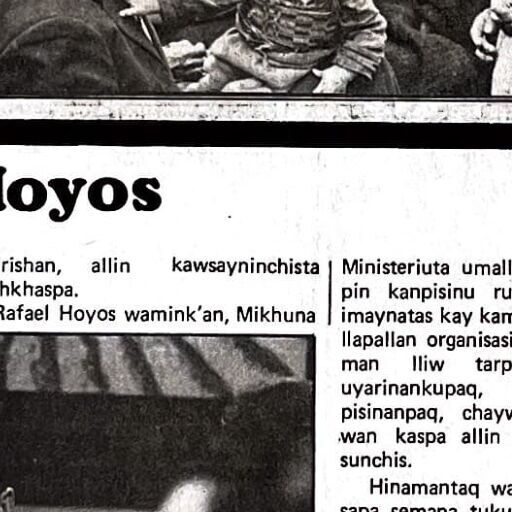 Hoyos
rishan, allin kawsayninchista
hkhaspa.
Rafael Hoyos wamink'an, Mikhuna
Ministeriuta umall
pin kanpisinu ru
imaynatas kay kam
llapallan organisasi
man lliw tarp
uyarinankupaq,
pisinanpaq, chayw
wan kaspa allin
sunchis.
Hinamantaq wa
sapa semana tuku